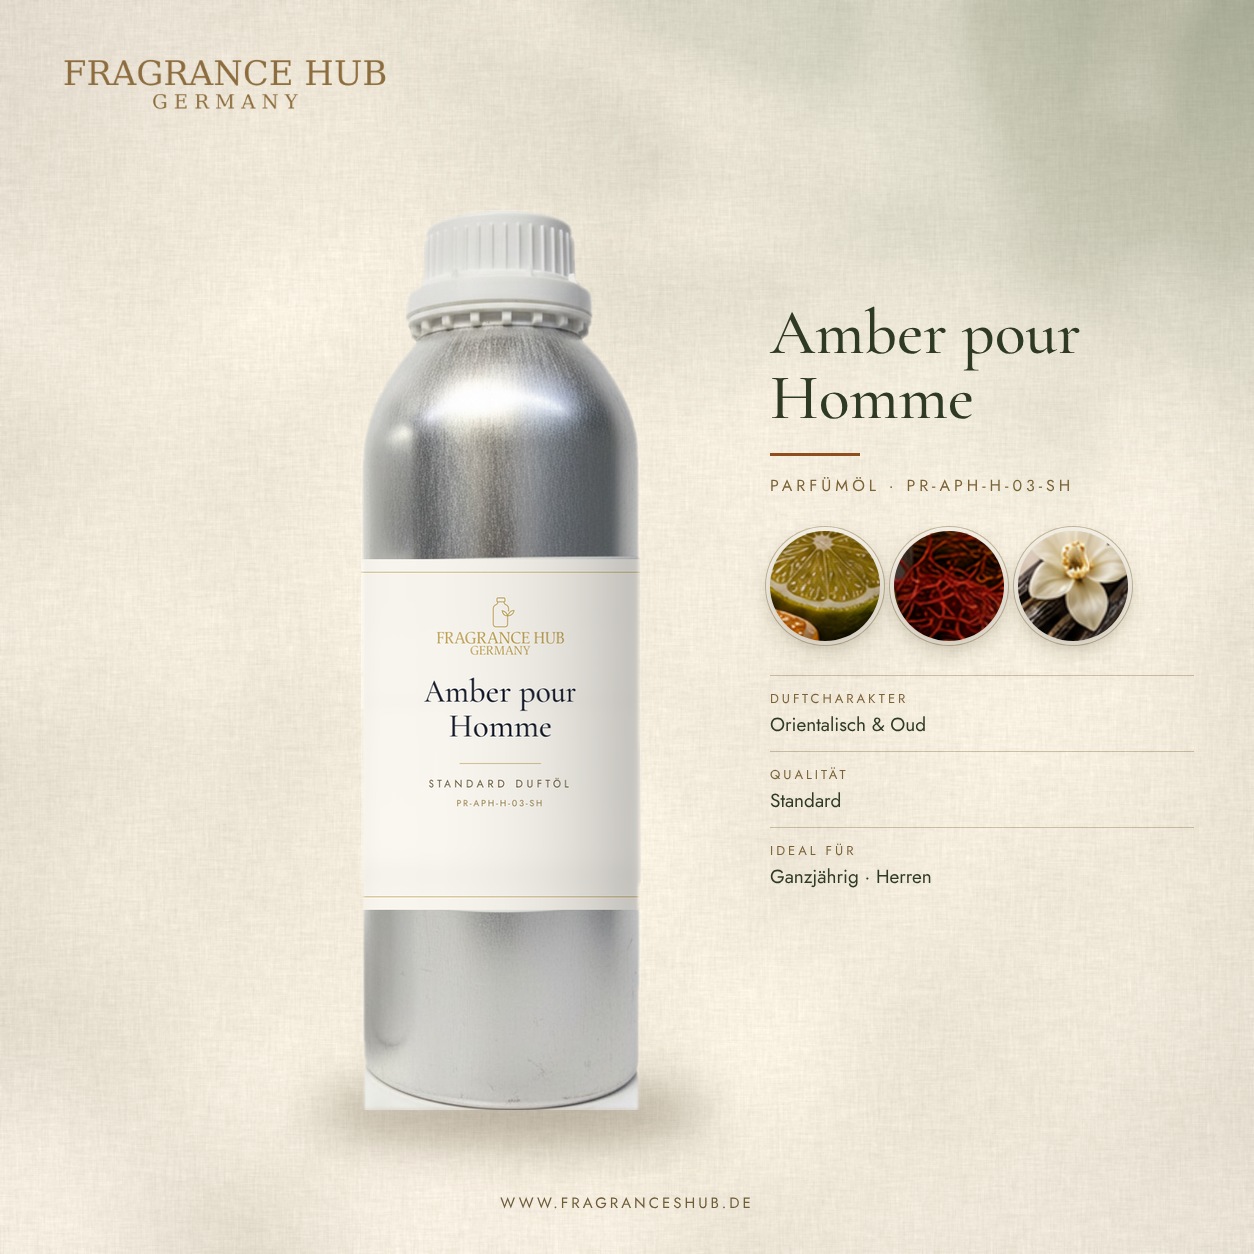 FRAGRANCE HUB
GERMANY
Amber pour
Homme
PARFÜMÖL · PR-APH-H-03-SH
DUFTCHARAKTER
Orientalisch & Oud
QUALITÄT
Standard
IDEAL FÜR
Ganzjährig · Herren
FRAGRANCE HUB
GERMANY
Amber pour
Homme
STANDARD DUFTÖL
PR-APH-H-03-SH
WWW.FRAGRANCESHUB.DE